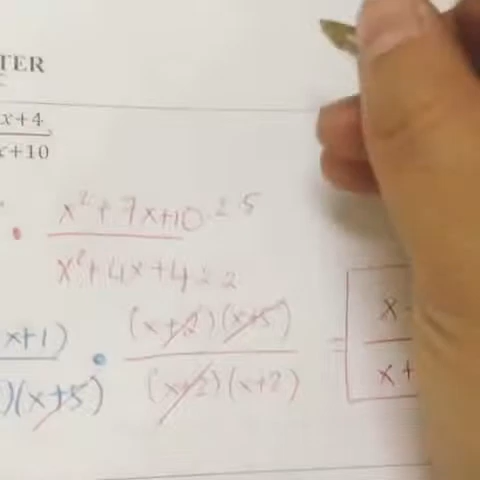 TER
x+4
x+10
· x²+7x+10 2 5
x²+4x+4 2 2
x+1) · (x+2)(x+5) = x
)(x+5) (x+2)(x+2) x+